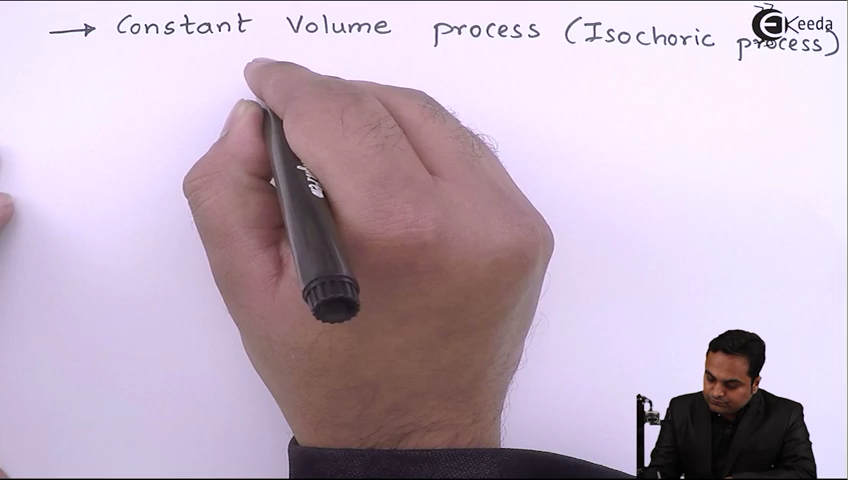 → Constant Volume process (Isochoric process)
EKeeda